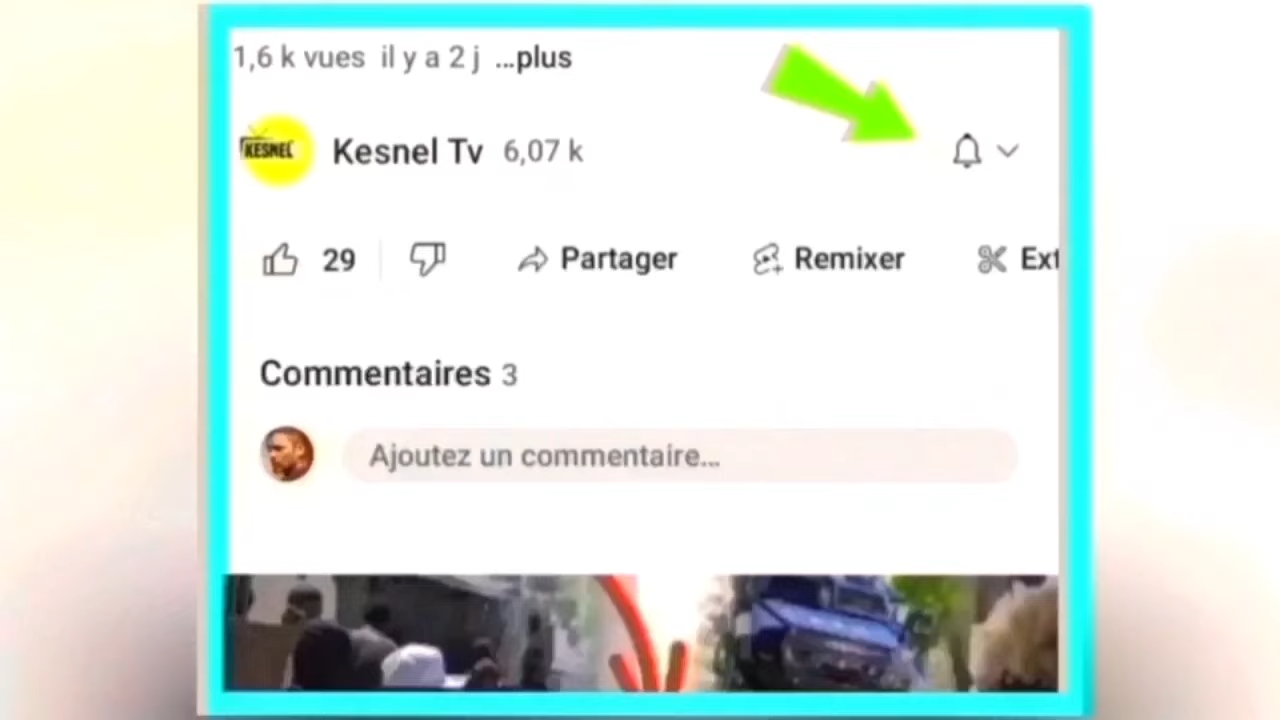 1,6 k vues il y a 2 j ...plus
KESNEL
Kesnel Tv 6,07 k
29 Partager Remixer Ext
Commentaires 3
Ajoutez un commentaire...